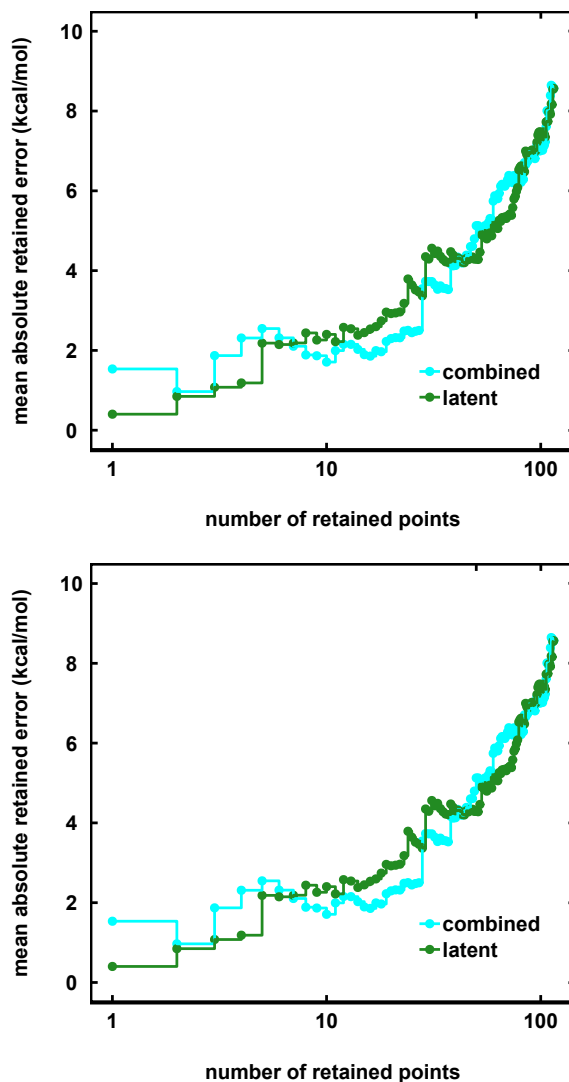 mean absolute retained error (kcal/mol)
10
8
6
4
2
0
combined
latent
1
10
100
number of retained points
mean absolute retained error (kcal/mol)
10
8
6
4
2
0
combined
latent
1
10
100
number of retained points